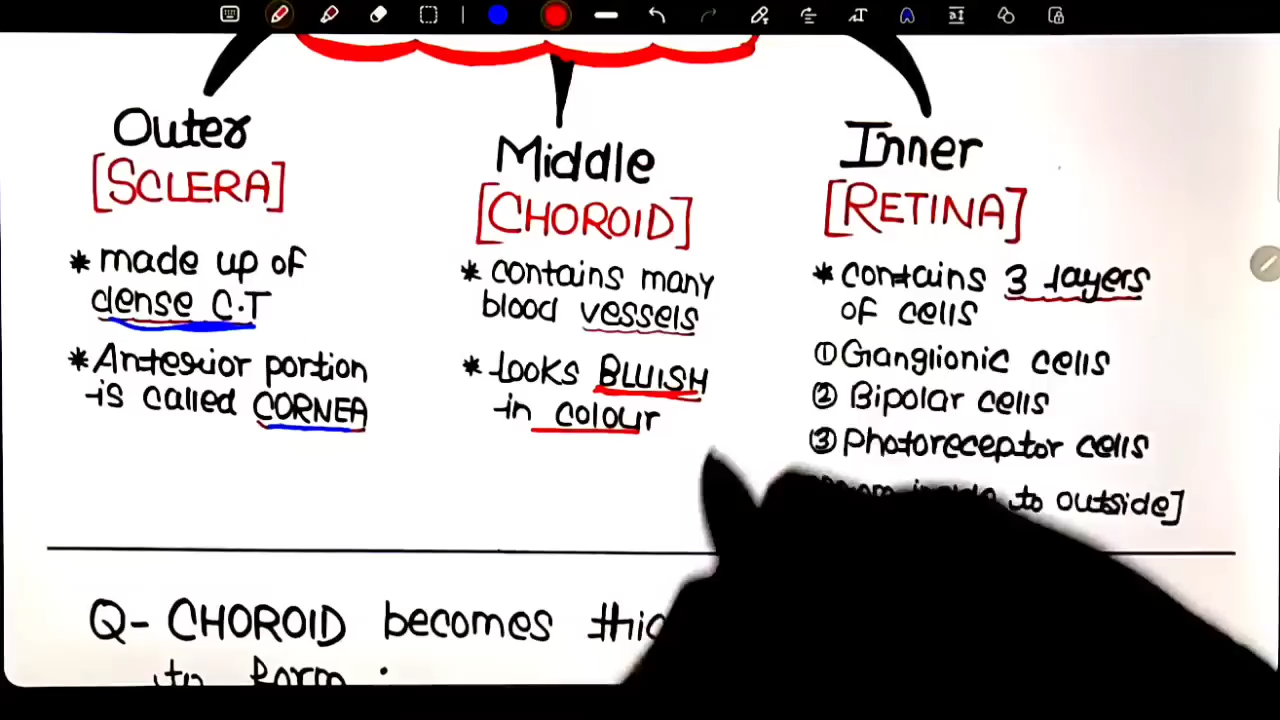 Outer
[SCLERA]
* made up of
dense C.T
* Anterior portion
is called CORNEA
Middle
[CHOROID]
* contains many
blood vessels
* Looks BLUISH
in colour
Inner
[RETINA]
* contains 3 layers
of cells
① Ganglionic cells
② Bipolar cells
③ Photoreceptor cells
to outside]
Q- CHOROID becomes
to form :